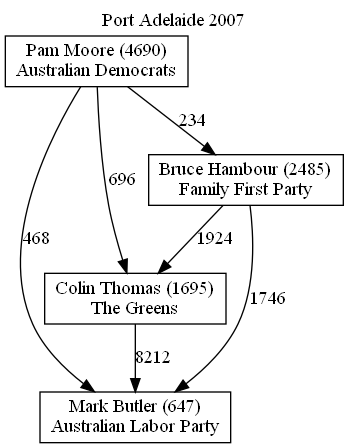 Port Adelaide 2007
Pam Moore (4690)
Australian Democrats
234
696
Bruce Hambour (2485)
Family First Party
468
1924
Colin Thomas (1695)
The Greens
1746
8212
Mark Butler (647)
Australian Labor Party